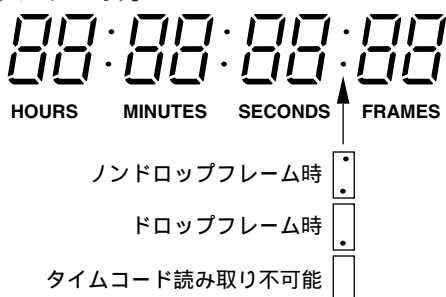 88:88:88:88
HOURS MINUTES SECONDS FRAMES
ノンドロップフレーム時
ドロップフレーム時
タイムコード読み取り不可能